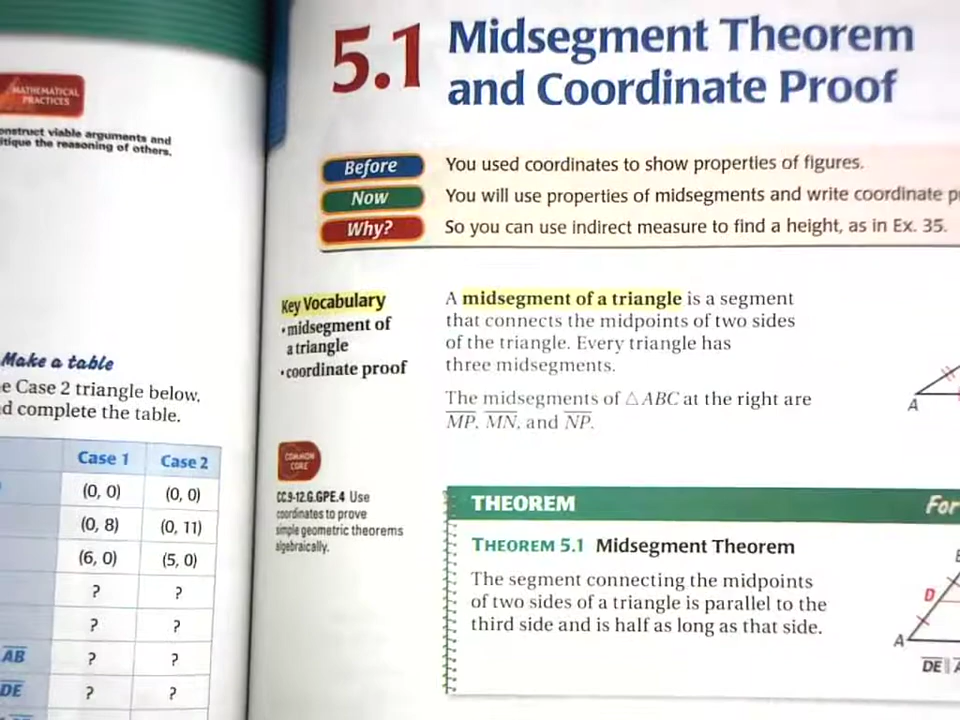 MATHEMATICAL
PRACTICES
onstruct viable arguments and
itique the reasoning of others.
Make a table
e Case 2 triangle below.
d complete the table.
Case 1 Case 2
(0, 0) (0, 0)
(0, 8) (0, 11)
(6, 0) (5, 0)
? ?
? ?
AB ? ?
DE ? ?
5.1 Midsegment Theorem
and Coordinate Proof
Before You used coordinates to show properties of figures.
Now You will use properties of midsegments and write coordinate p
Why? So you can use indirect measure to find a height, as in Ex. 35.
Key Vocabulary
• midsegment of
a triangle
• coordinate proof
COMMON
CORE
CC.9-12.G.GPE.4 Use
coordinates to prove
simple geometric theorems
algebraically.
A midsegment of a triangle is a segment
that connects the midpoints of two sides
of the triangle. Every triangle has
three midsegments.
The midsegments of △ABC at the right are
MP, MN, and NP.
A
THEOREM For
THEOREM 5.1 Midsegment Theorem
The segment connecting the midpoints
of two sides of a triangle is parallel to the
third side and is half as long as that side.
D
A
DE ∥